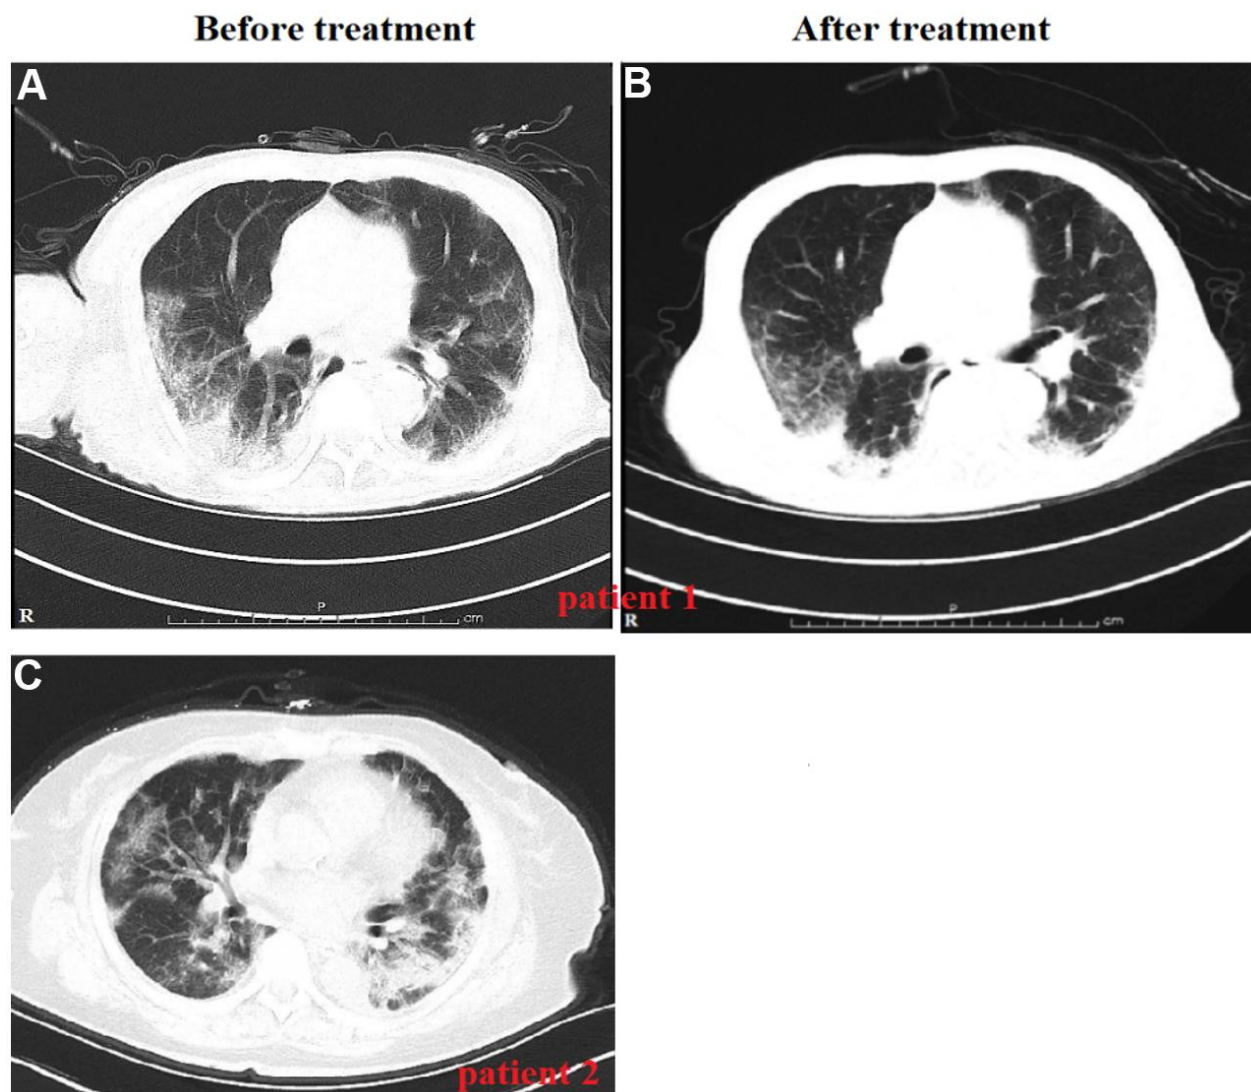 Before treatment
After treatment
A
B
P
cm
R
patient 1
P
cm
R
C
patient 2